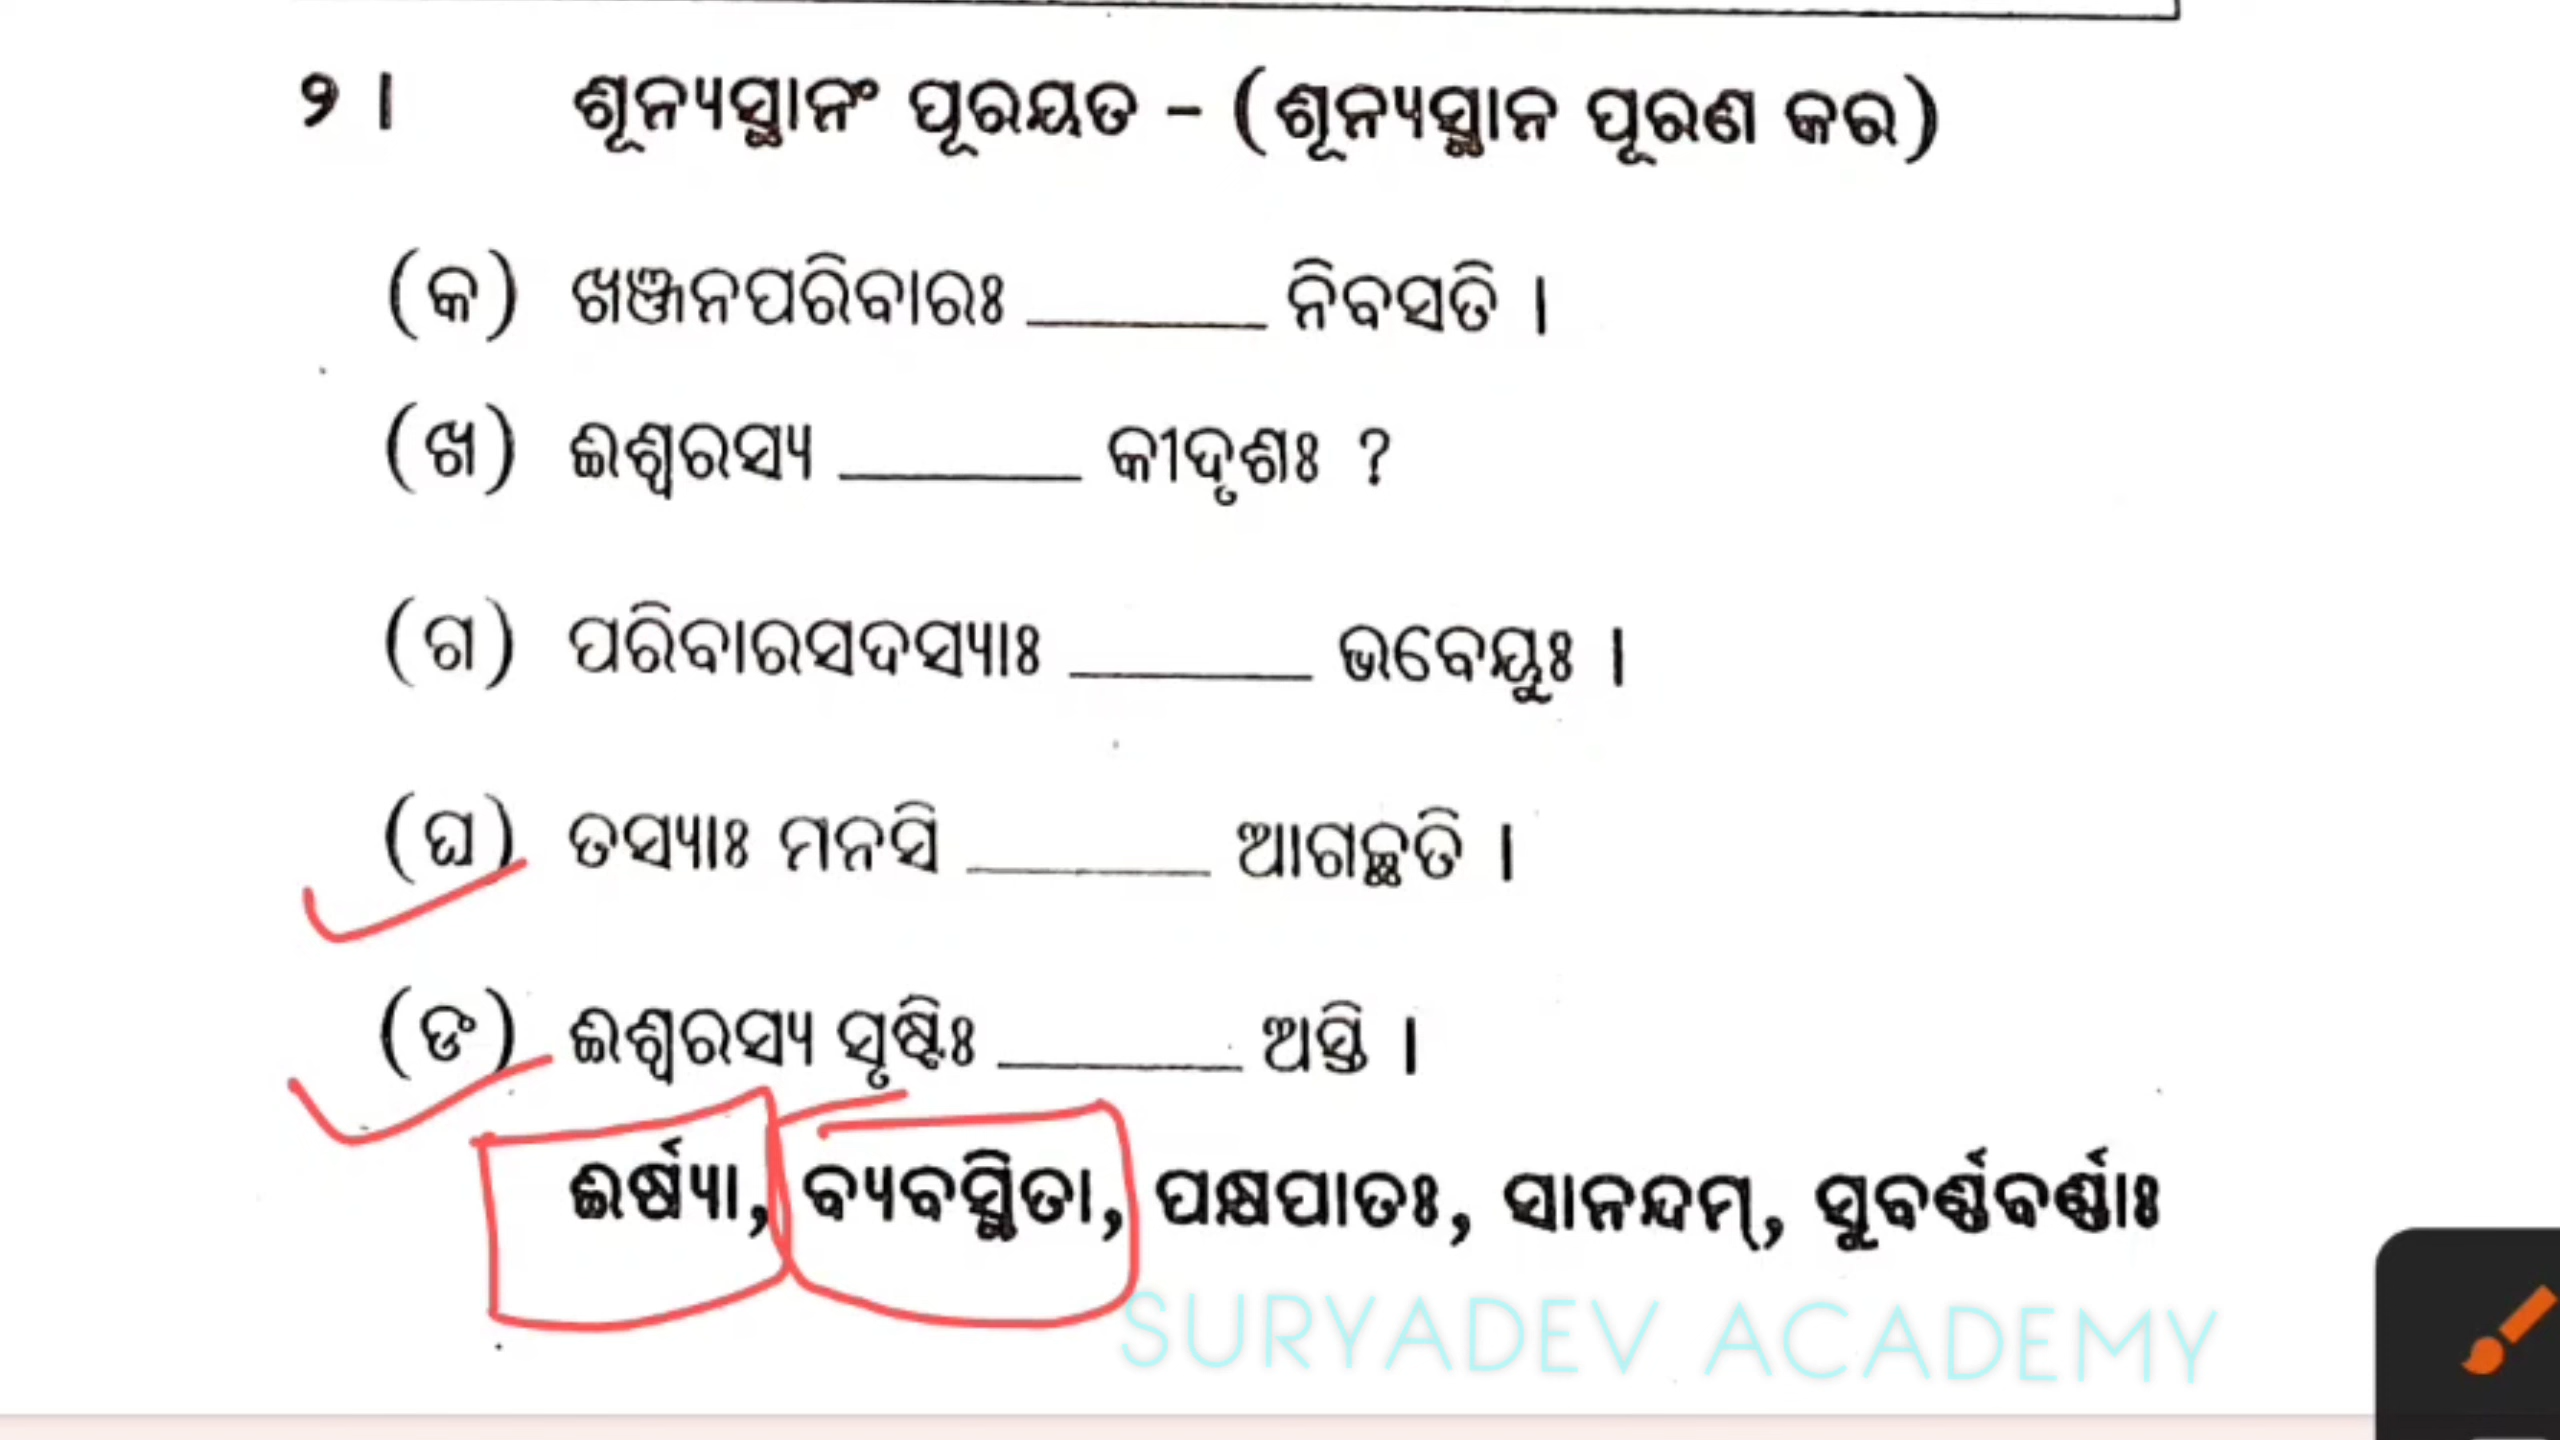 ୨ । ଶୂନ୍ୟସ୍ଥାନଂ ପୂରୟତ – (ଶୂନ୍ୟସ୍ଥାନ ପୂରଣ କର)
(କ) ଖଞ୍ଜନପରିବାରଃ ______ ନିବସତି ।
(ଖ) ଈଶ୍ୱରସ୍ୟ ______ କୀଦୃଶଃ ?
(ଗ) ପରିବାରସଦସ୍ୟାଃ ______ ଭବେୟୁଃ ।
(ଘ) ତସ୍ୟାଃ ମନସି ______ ଆଗଚ୍ଛତି ।
(ଙ) ଈଶ୍ୱରସ୍ୟ ସୃଷ୍ଟିଃ ______ ଅସ୍ତି ।
ଈର୍ଷ୍ୟା, ବ୍ୟବସ୍ଥିତା, ପକ୍ଷପାତଃ, ସାନନ୍ଦମ୍, ସୁବର୍ଣ୍ଣବର୍ଣ୍ଣାଃ
SURYADEV ACADEMY